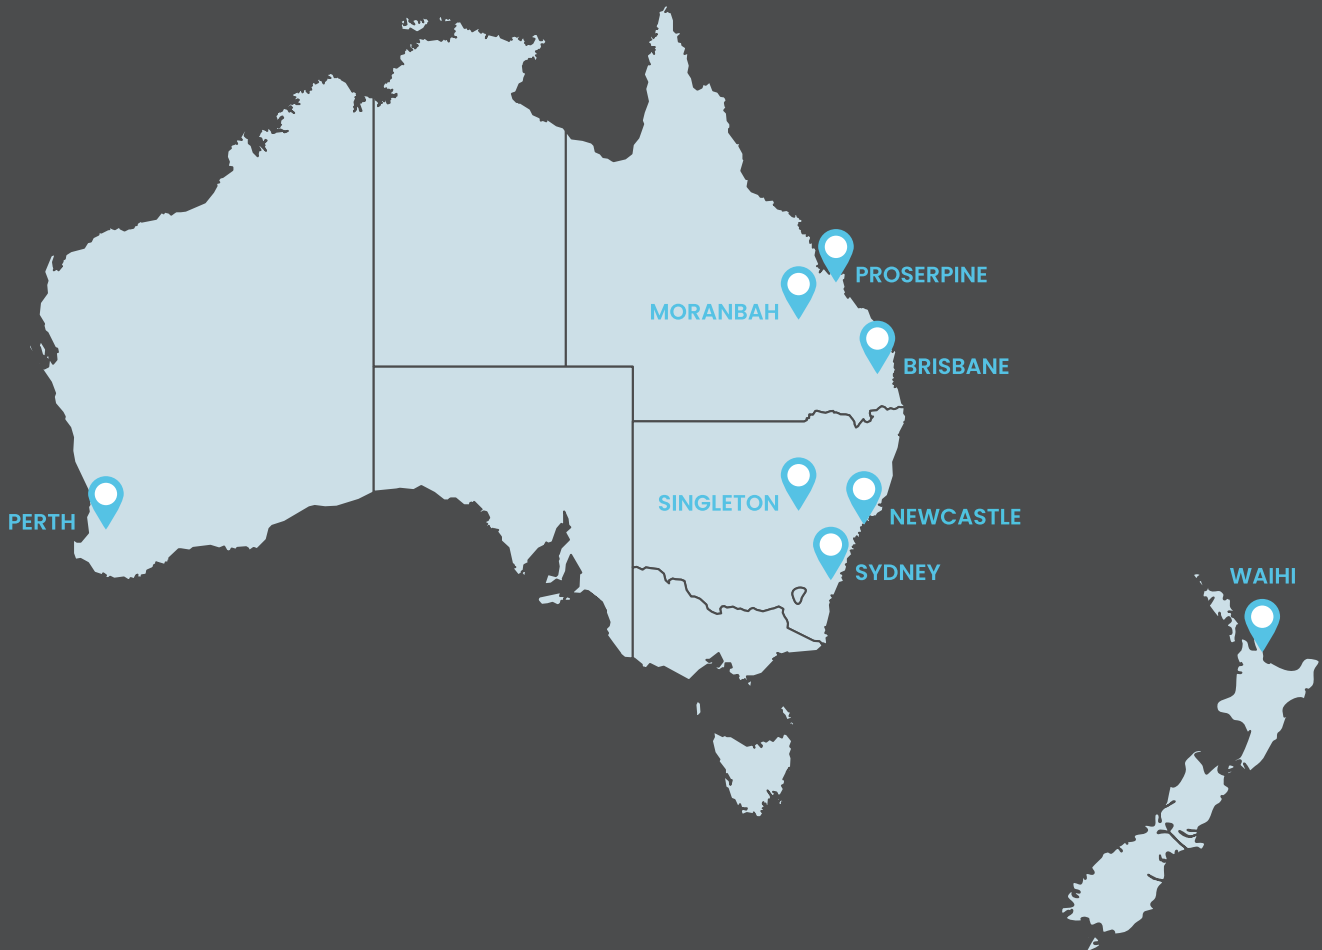 PROSERPINE
MORANBAH
BRISBANE
SINGLETON
NEWCASTLE
PERTH
SYDNEY
WAIHI